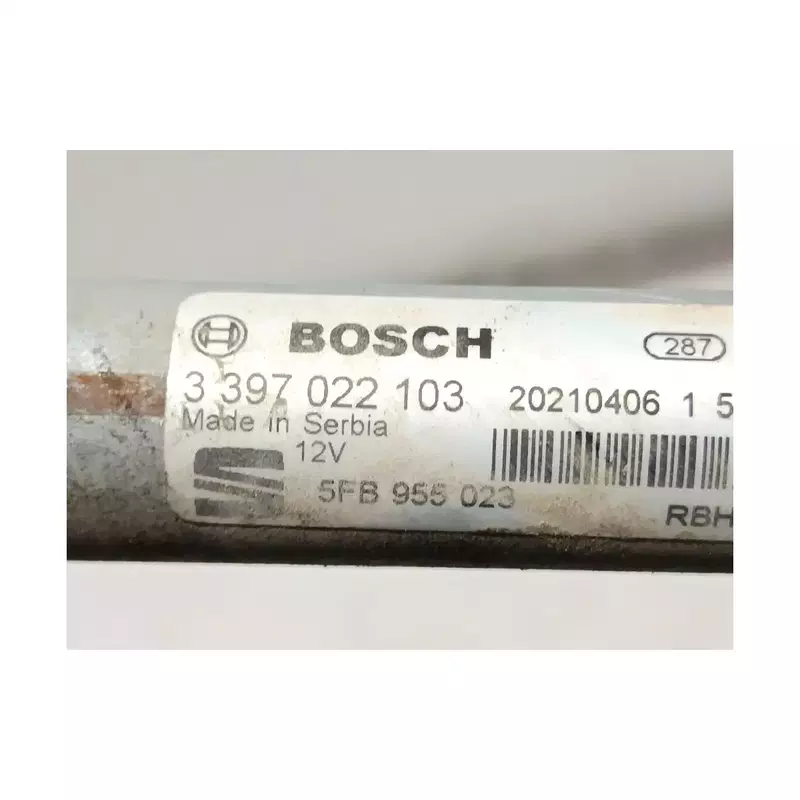 BOSCH 287
3 397 022 103 20210406 1 5
Made in Serbia
12V
5FB 955 023
RBH